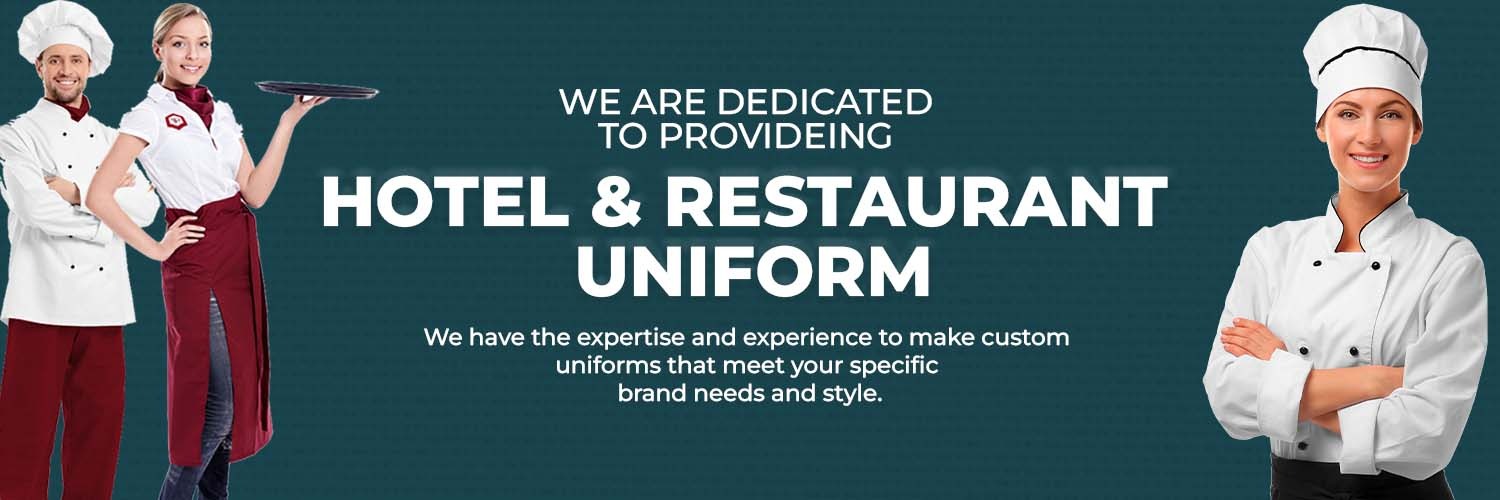 WE ARE DEDICATED
TO PROVIDEING
HOTEL & RESTAURANT
UNIFORM
We have the expertise and experience to make custom
uniforms that meet your specific
brand needs and style.